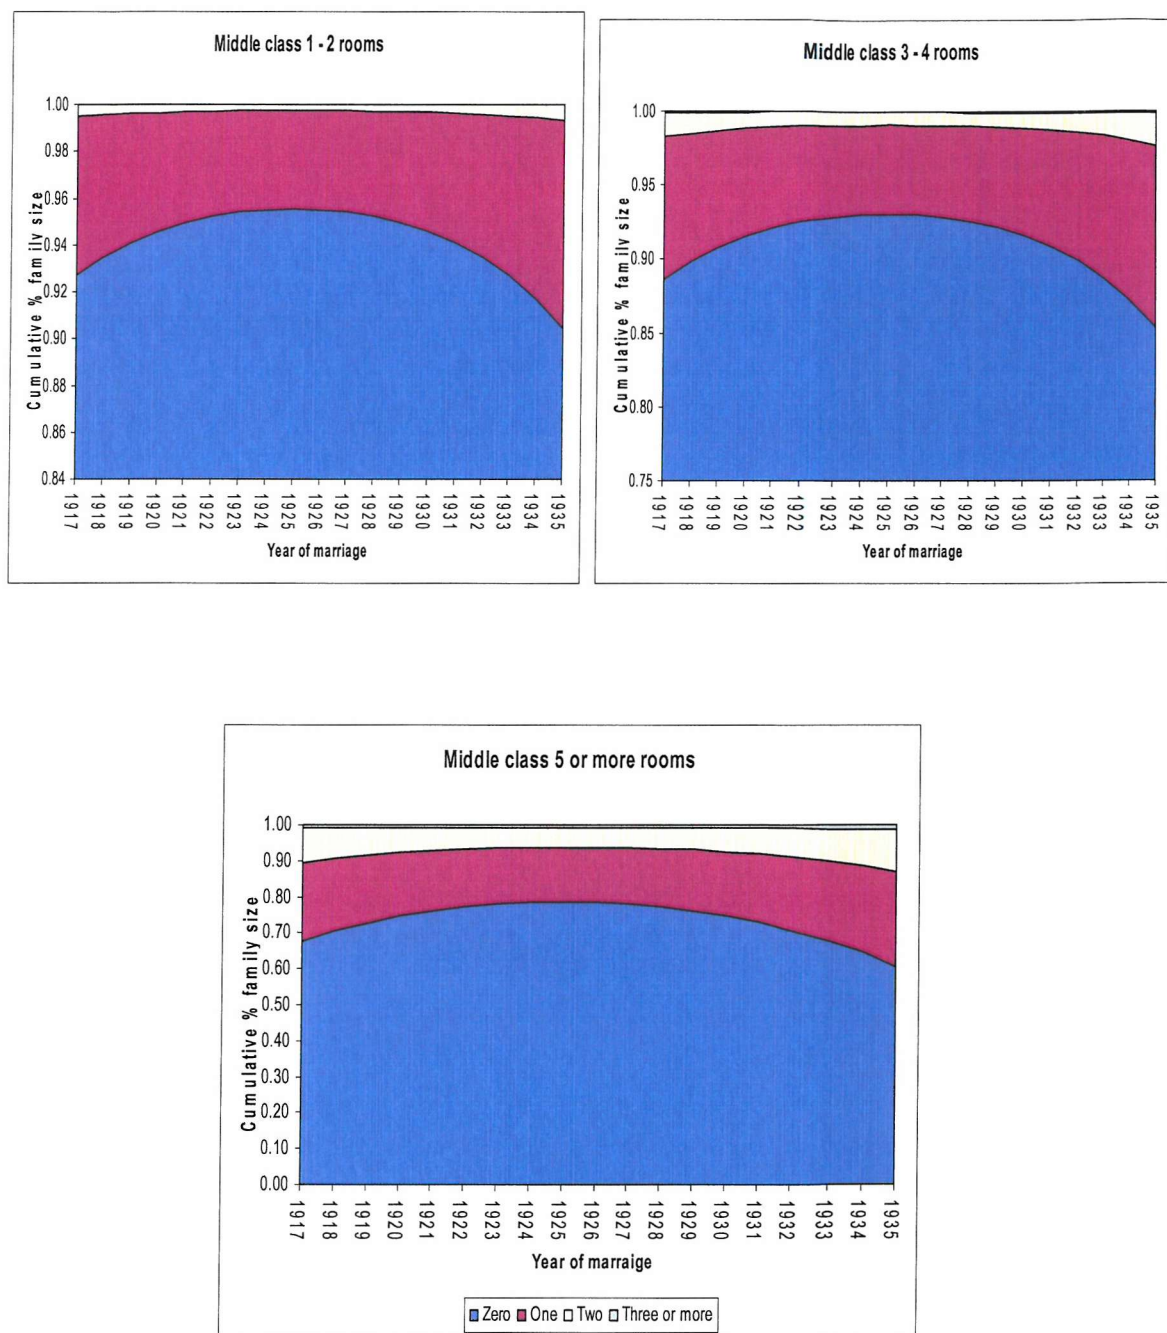 Middle class 1 - 2 rooms
Cumulative % family size
1.00
0.98
0.96
0.94
0.92
0.90
0.88
0.86
0.84
1917 1918 1919 1920 1921 1922 1923 1924 1925 1926 1927 1928 1929 1930 1931 1932 1933 1934 1935
Year of marriage
Middle class 3 - 4 rooms
Cumulative % family size
1.00
0.95
0.90
0.85
0.80
0.75
1917 1918 1919 1920 1921 1922 1923 1924 1925 1926 1927 1928 1929 1930 1931 1932 1933 1934 1935
Year of marriage
Middle class 5 or more rooms
Cumulative % family size
1.00
0.90
0.80
0.70
0.60
0.50
0.40
0.30
0.20
0.10
0.00
1917 1918 1919 1920 1921 1922 1923 1924 1925 1926 1927 1928 1929 1930 1931 1932 1933 1934 1935
Year of marraige
Zero One Two Three or more